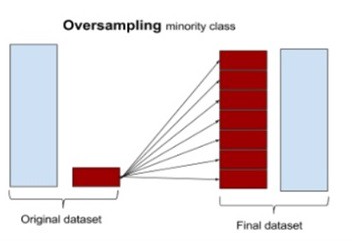 Oversampling minority class
Original dataset
Final dataset